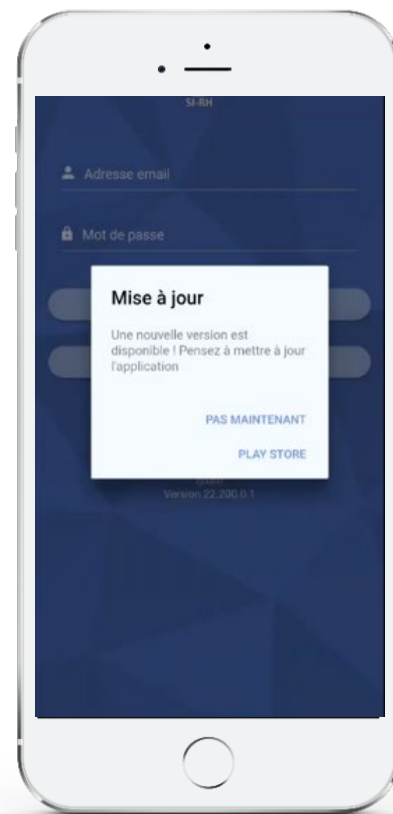 SI-RH
Adresse email
Mot de passe
Mise à jour
Une nouvelle version est
disponible ! Pensez à mettre à jour
l'application
PAS MAINTENANT
PLAY STORE
Version 22.200.0.1